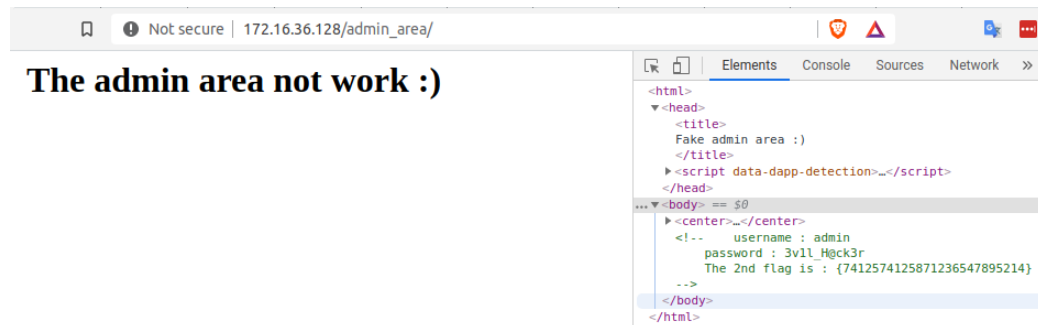 Not secure | 172.16.36.128/admin_area/
The admin area not work :)
Elements Console Sources Network »
<html>
▼<head>
<title>
Fake admin area :)
</title>
▶<script data-dapp-detection>…</script>
</head>
... ▼<body> == $0
▶<center>…</center>
<!-- username : admin
password : 3v1l_H@ck3r
The 2nd flag is : {7412574125871236547895214}
-->
</body>
</html>